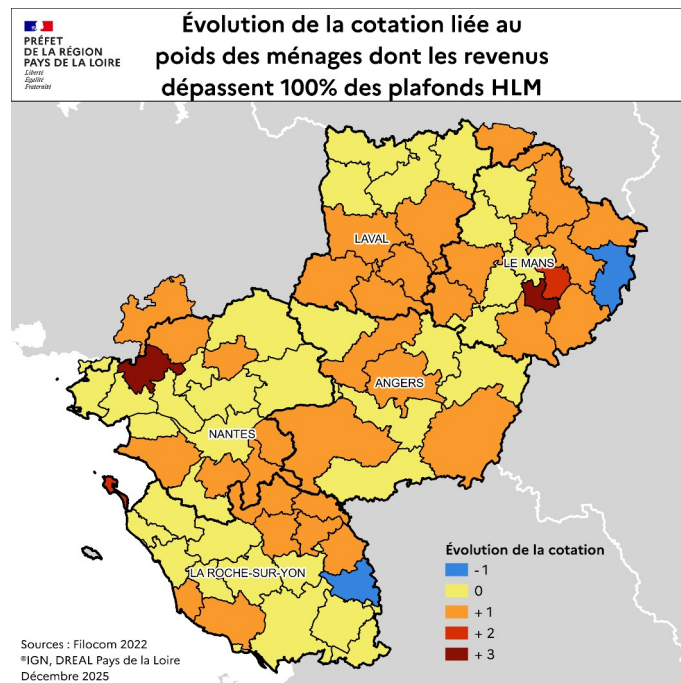 PRÉFET
DE LA RÉGION
PAYS DE LA LOIRE
Liberté
Égalité
Fraternité
Évolution de la cotation liée au
poids des ménages dont les revenus
dépassent 100% des plafonds HLM
LAVAL
LE MANS
ANGERS
NANTES
LA ROCHE-SUR-YON
Évolution de la cotation
- 1
0
+ 1
+ 2
+ 3
Sources : Filocom 2022
®IGN, DREAL Pays de la Loire
Décembre 2025